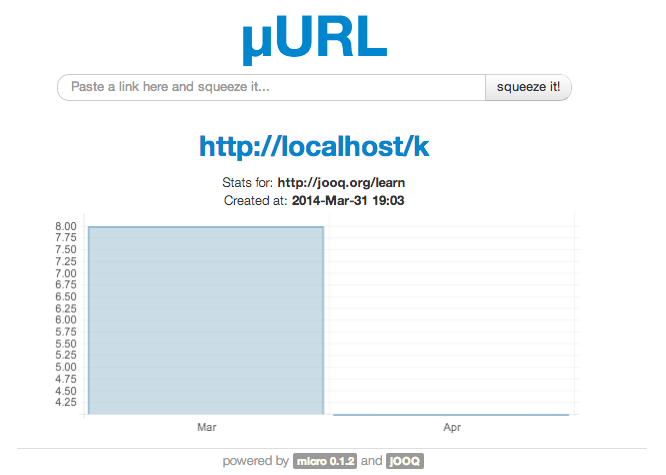 µURL
Paste a link here and squeeze it... squeeze it!
http://localhost/k
Stats for: http://jooq.org/learn
Created at: 2014-Mar-31 19:03
8.00
7.75
7.50
7.25
7.00
6.75
6.50
6.25
6.00
5.75
5.50
5.25
5.00
4.75
4.50
4.25
Mar Apr
powered by micro 0.1.2 and jOOQ